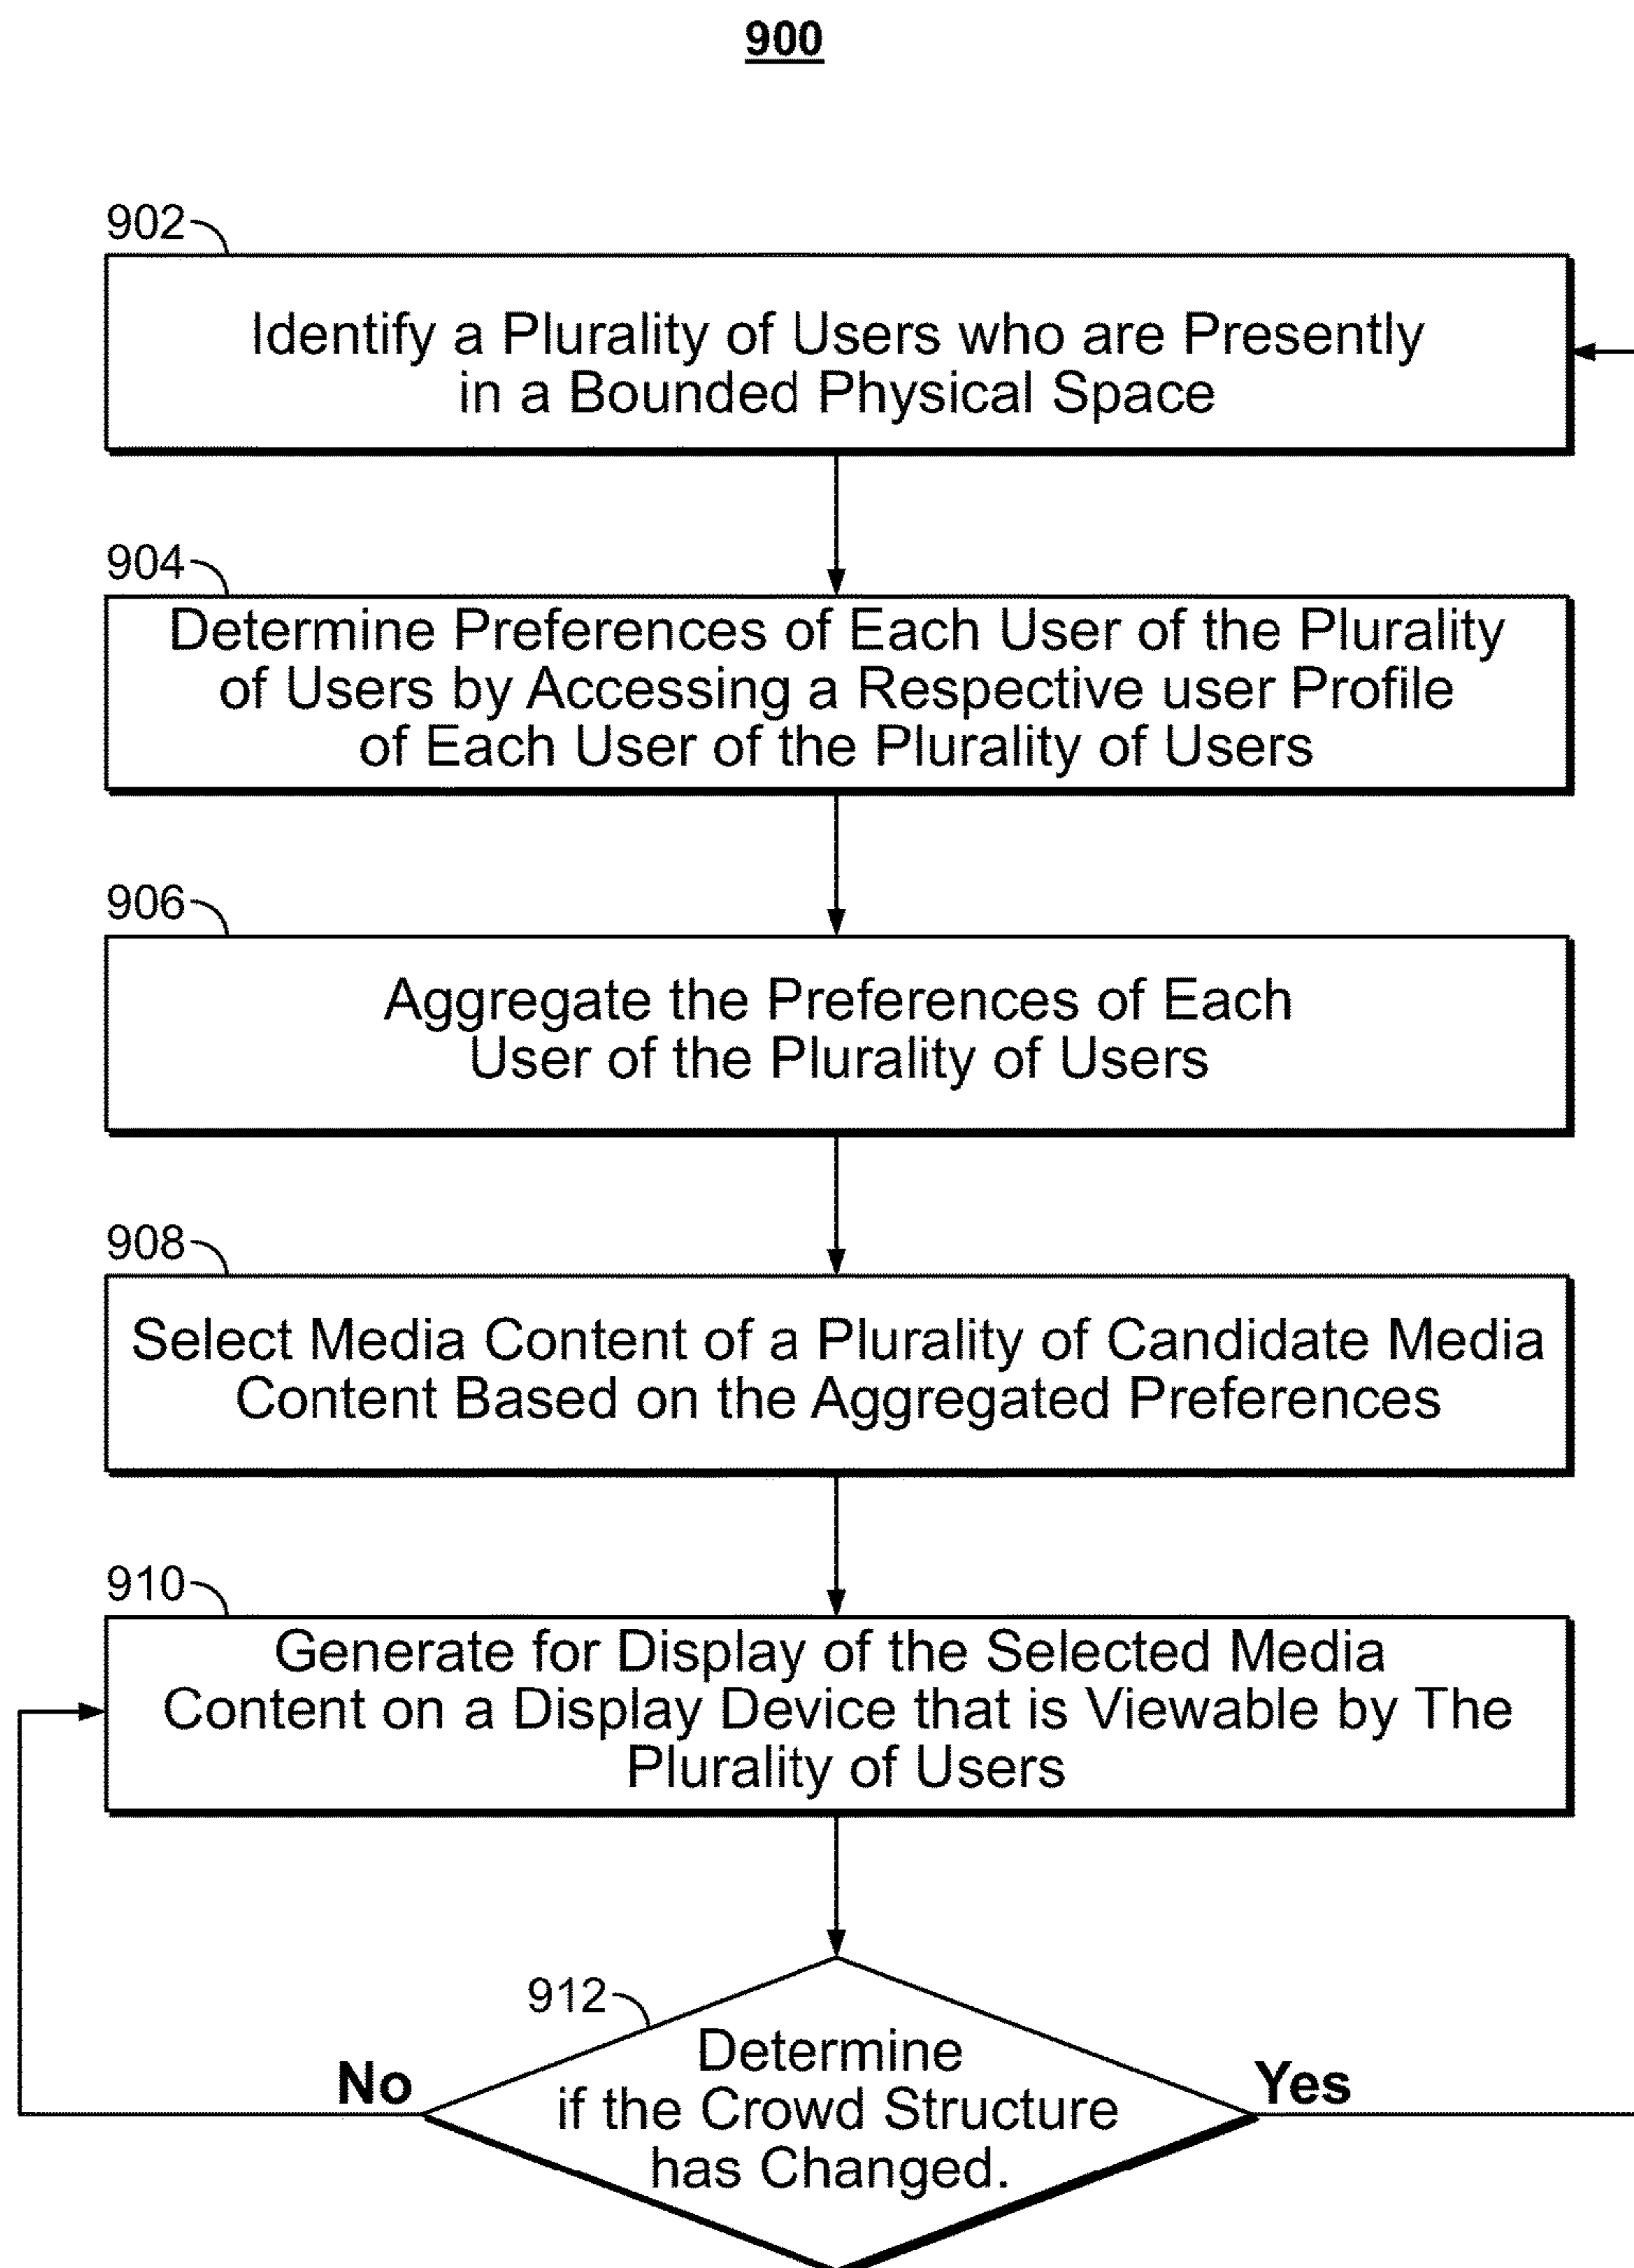 900
902
Identify a Plurality of Users who are Presently
in a Bounded Physical Space
904
Determine Preferences of Each User of the Plurality
of Users by Accessing a Respective user Profile
of Each User of the Plurality of Users
906
Aggregate the Preferences of Each
User of the Plurality of Users
908
Select Media Content of a Plurality of Candidate Media
Content Based on the Aggregated Preferences
910
Generate for Display of the Selected Media
Content on a Display Device that is Viewable by The
Plurality of Users
912
Determine
if the Crowd Structure
has Changed.
No
Yes